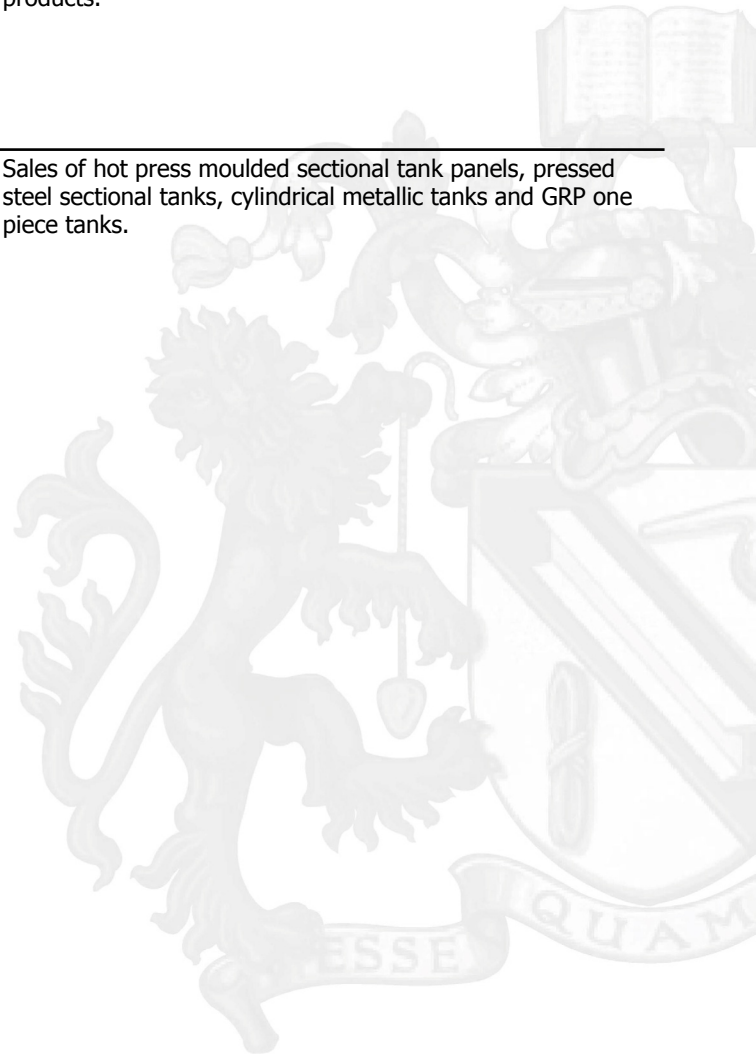 products.
Sales of hot press moulded sectional tank panels, pressed
steel sectional tanks, cylindrical metallic tanks and GRP one
piece tanks.
ESSE
QUAM